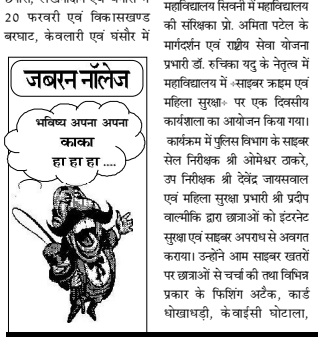 20 फरवरी एवं विकासखण्ड
बरघाट, केवलारी एवं घंसौर में
जबरन नॉलेज
भविष्य अपना अपना
काका
हा हा हा ....
महाविद्यालय सिवनी में महाविद्यालय
की संरक्षिका प्रो. अमिता पटेल के
मार्गदर्शन एवं राष्ट्रीय सेवा योजना
प्रभारी डॉ. रुचिका यदु के नेतृत्व में
महाविद्यालय में ÷साइबर क्राइम एवं
महिला सुरक्षा÷ पर एक दिवसीय
कार्यशाला का आयोजन किया गया।
कार्यक्रम में पुलिस विभाग के साइबर
सेल निरीक्षक श्री ओमेश्वर ठाकरे,
उप निरीक्षक श्री देवेंद्र जायसवाल
एवं महिला सुरक्षा प्रभारी श्री प्रदीप
वाल्मीकि द्वारा छात्राओं को इंटरनेट
सुरक्षा एवं साइबर अपराध से अवगत
कराया। उन्होंने आम साइबर खतरों
पर छात्राओं से चर्चा की तथा विभिन्न
प्रकार के फिशिंग अटैक, कार्ड
धोखाधड़ी, केवाईसी घोटाला,